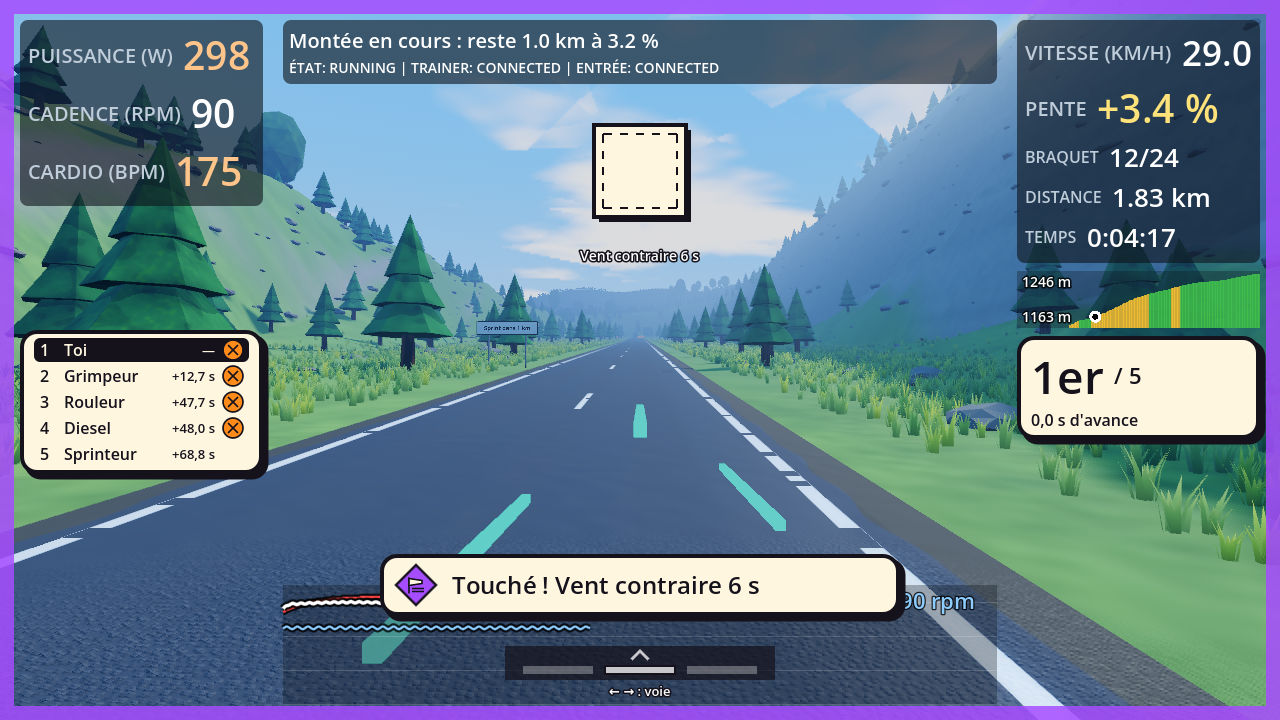 PUISSANCE (W) 298
CADENCE (RPM) 90
CARDIO (BPM) 175
Montée en cours : reste 1.0 km à 3.2 %
ÉTAT: RUNNING | TRAINER: CONNECTED | ENTRÉE: CONNECTED
VITESSE (KM/H) 29.0
PENTE +3.4 %
BRAQUET 12/24
DISTANCE 1.83 km
TEMPS 0:04:17
1246 m
1163 m
Vent contraire 6 s
Sprint dans 1 km
1 Toi —
2 Grimpeur +12,7 s
3 Rouleur +47,7 s
4 Diesel +48,0 s
5 Sprinteur +68,8 s
1er / 5
0,0 s d'avance
Touché ! Vent contraire 6 s
90 rpm
← → : voie